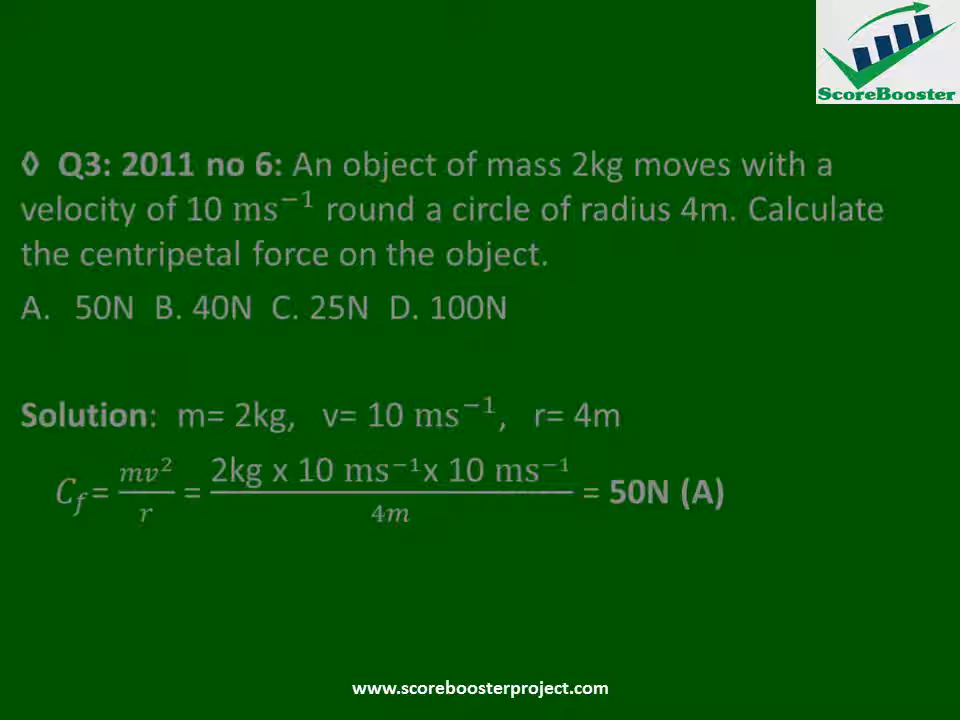 ScoreBooster
◊ Q3: 2011 no 6: An object of mass 2kg moves with a
velocity of 10 ms⁻¹ round a circle of radius 4m. Calculate
the centripetal force on the object.
A. 50N B. 40N C. 25N D. 100N
Solution: m= 2kg, v= 10 ms⁻¹, r= 4m
C_f = mv²/r = 2kg x 10 ms⁻¹x 10 ms⁻¹/4m = 50N (A)
www.scoreboosterproject.com